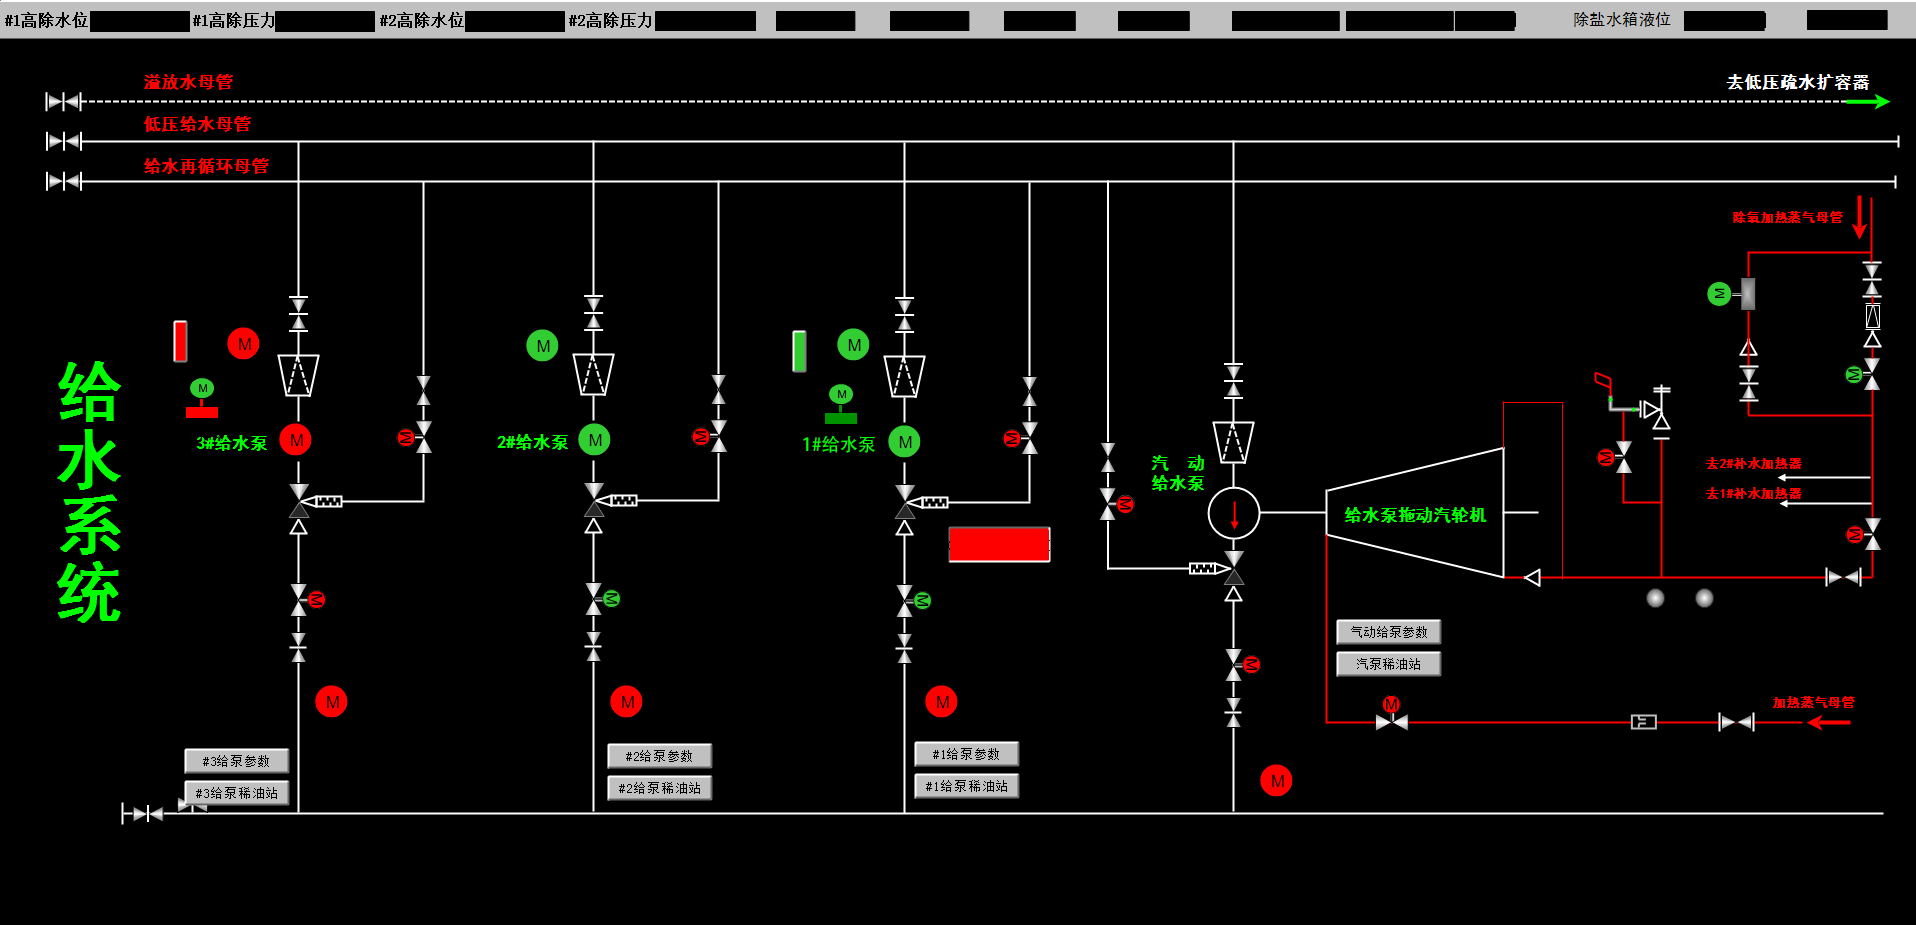 #1高除水位 #1高除压力 #2高除水位 #2高除压力 除盐水箱液位
溢放水母管
去低压疏水扩容器
低压给水母管
给水再循环母管
除氧加热蒸气母管
M
M
M
M
M
M
M
给水系统
3#给水泵
M
M
2#给水泵
M
M
1#给水泵
M
M
汽 动
给水泵
M
M
去2#补水加热器
去1#补水加热器
给水泵拖动汽轮机
M
M
M
M
M
气动给泵参数
汽泵稀油站
M
加热蒸气母管
M
M
M
M
M
#3给泵参数
#3给泵稀油站
#2给泵参数
#2给泵稀油站
#1给泵参数
#1给泵稀油站